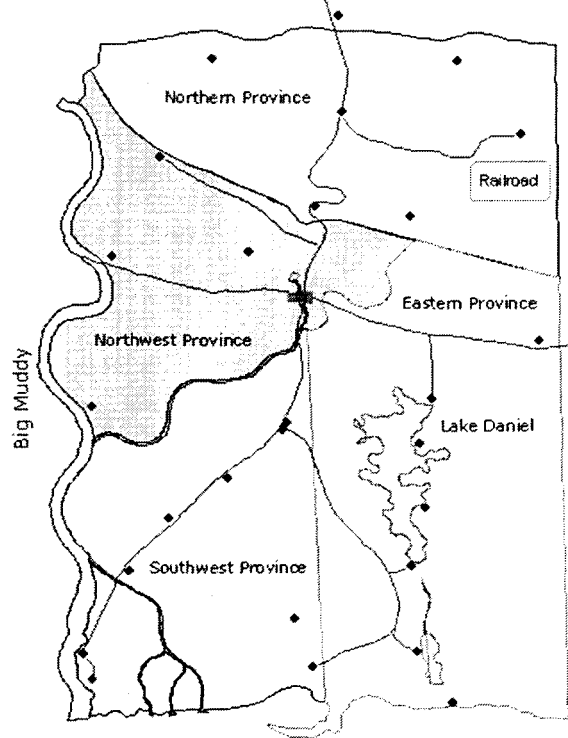 Northern Province
Railroad
Eastern Province
Northwest Province
Big Muddy
Lake Daniel
Southwest Province